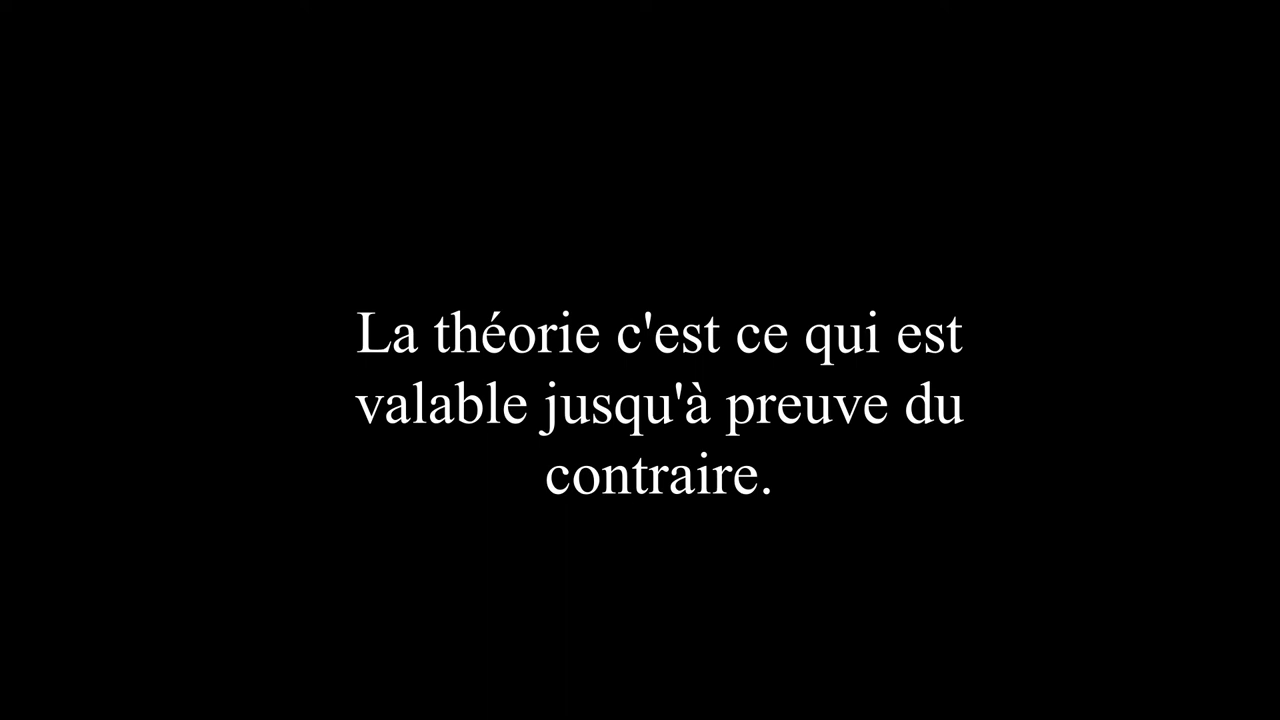 La théorie c'est ce qui est
valable jusqu'à preuve du
contraire.